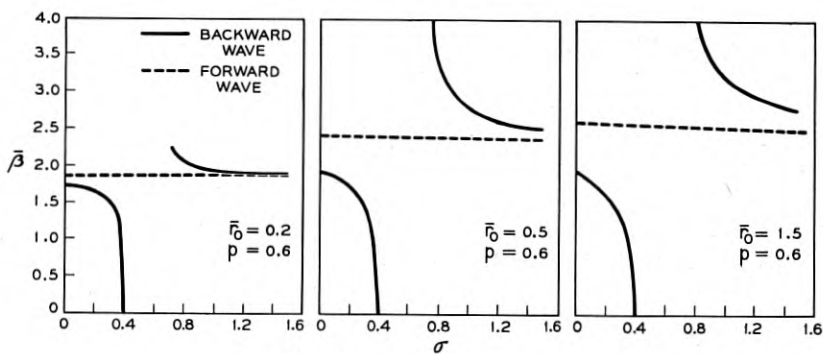 4.0
3.5
3.0
2.5
2.0
1.5
1.0
0.5
0
β̄
BACKWARD
WAVE
FORWARD
WAVE
r̄₀ = 0.2
p = 0.6
0 0.4 0.8 1.2 1.6
r̄₀ = 0.5
p = 0.6
0 0.4 0.8 1.2 1.6
r̄₀ = 1.5
p = 0.6
0 0.4 0.8 1.2 1.6
σ